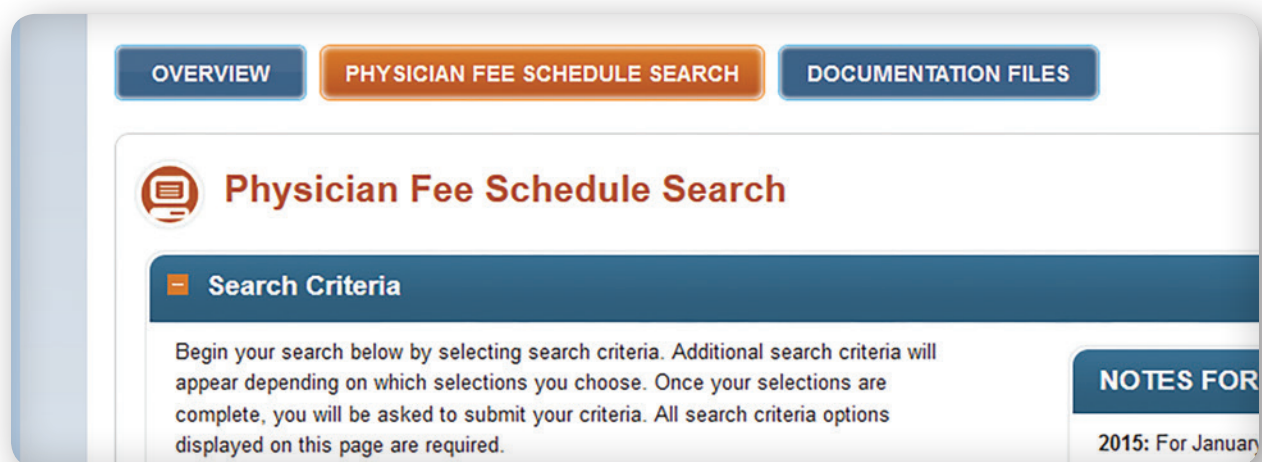 OVERVIEW PHYSICIAN FEE SCHEDULE SEARCH DOCUMENTATION FILES
Physician Fee Schedule Search
Search Criteria
Begin your search below by selecting search criteria. Additional search criteria will
appear depending on which selections you choose. Once your selections are
complete, you will be asked to submit your criteria. All search criteria options
displayed on this page are required.
NOTES FOR
2015: For January